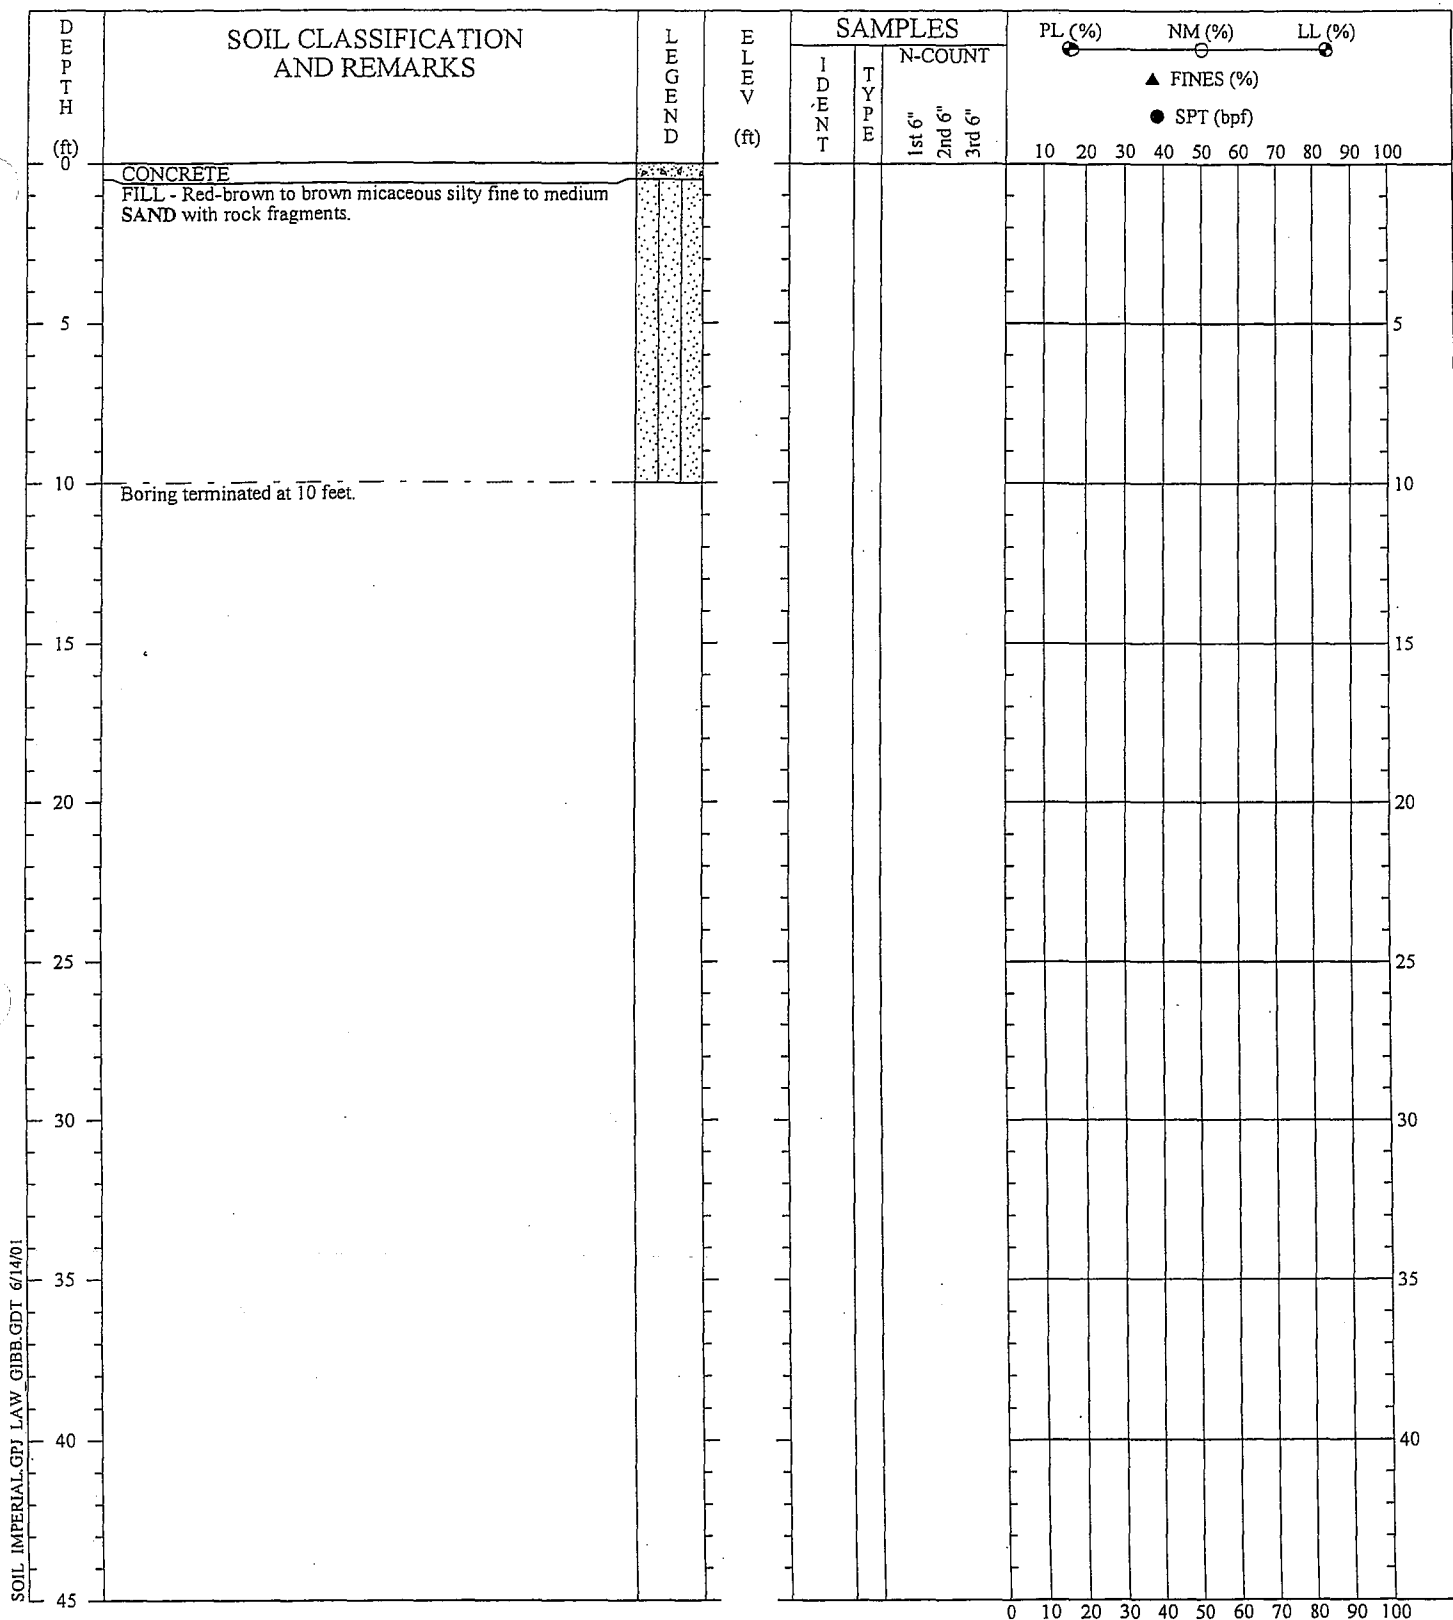 DEPTH
(ft)
SOIL CLASSIFICATION
AND REMARKS
LEGEND
ELEV
(ft)
SAMPLES
IDENT
TYPE
N-COUNT
1st 6"
2nd 6"
3rd 6"
PL (%) NM (%) LL (%)
▲ FINES (%)
● SPT (bpf)
10 20 30 40 50 60 70 80 90 100
0
CONCRETE
FILL - Red-brown to brown micaceous silty fine to medium
SAND with rock fragments.
5 5
10 10
Boring terminated at 10 feet.
15 15
20 20
25 25
30 30
35 35
40 40
45
0 10 20 30 40 50 60 70 80 90 100
SOIL IMPERIAL.GPJ LAW_GIBB.GDT 6/14/01